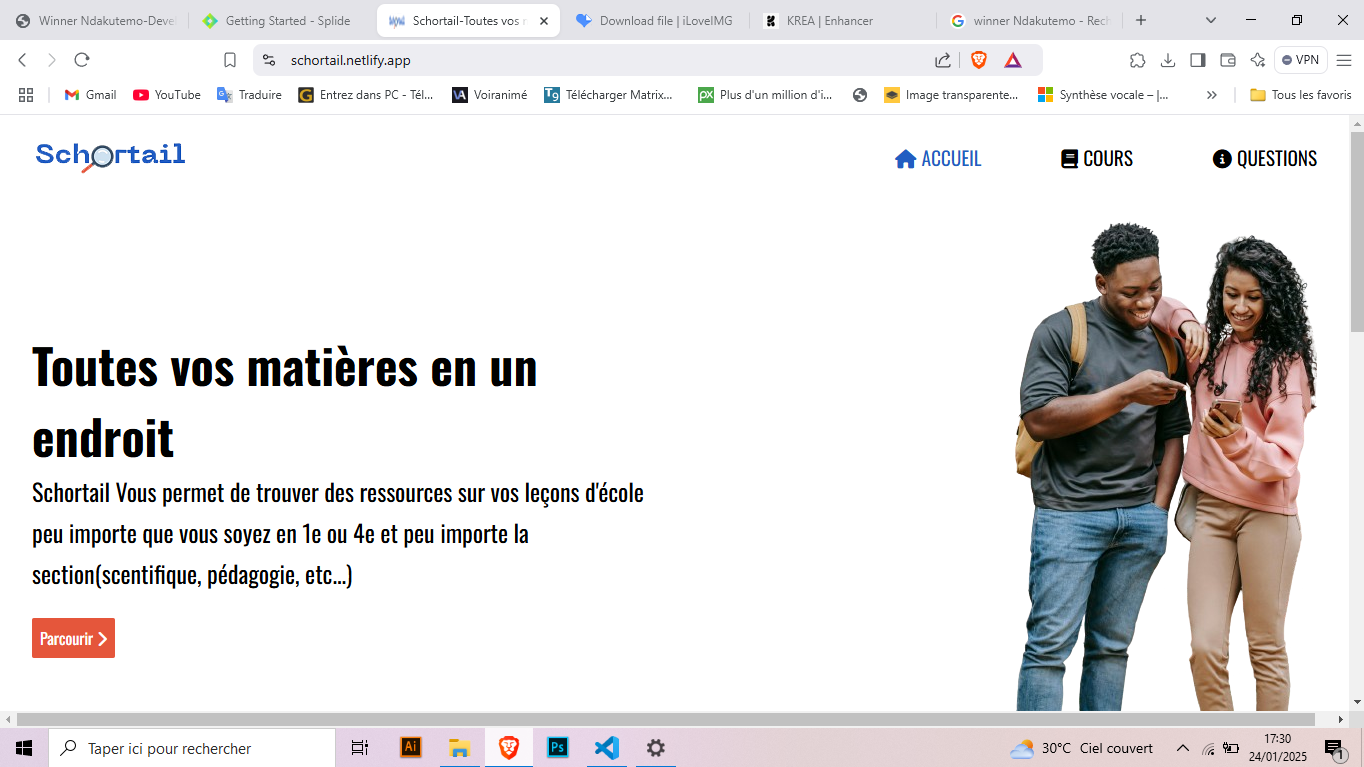 Winner Ndakutemo-Deve
Getting Started - Splide
Schortail-Toutes vos r
Download file | iLoveIMG
KREA | Enhancer
winner Ndakutemo - Rech
schortail.netlify.app
VPN
Gmail
YouTube
Traduire
Entrez dans PC - Tél...
Voiranimé
Télécharger Matrix...
Plus d'un million d'i...
Image transparente...
Synthèse vocale – |...
Tous les favoris
Schortail
ACCUEIL
COURS
QUESTIONS
Toutes vos matières en un
endroit
Schortail Vous permet de trouver des ressources sur vos leçons d'école
peu importe que vous soyez en 1e ou 4e et peu importe la
section(scentifique, pédagogie, etc...)
Parcourir
Taper ici pour rechercher
Ai
Ps
30°C Ciel couvert
17:30
24/01/2025
1